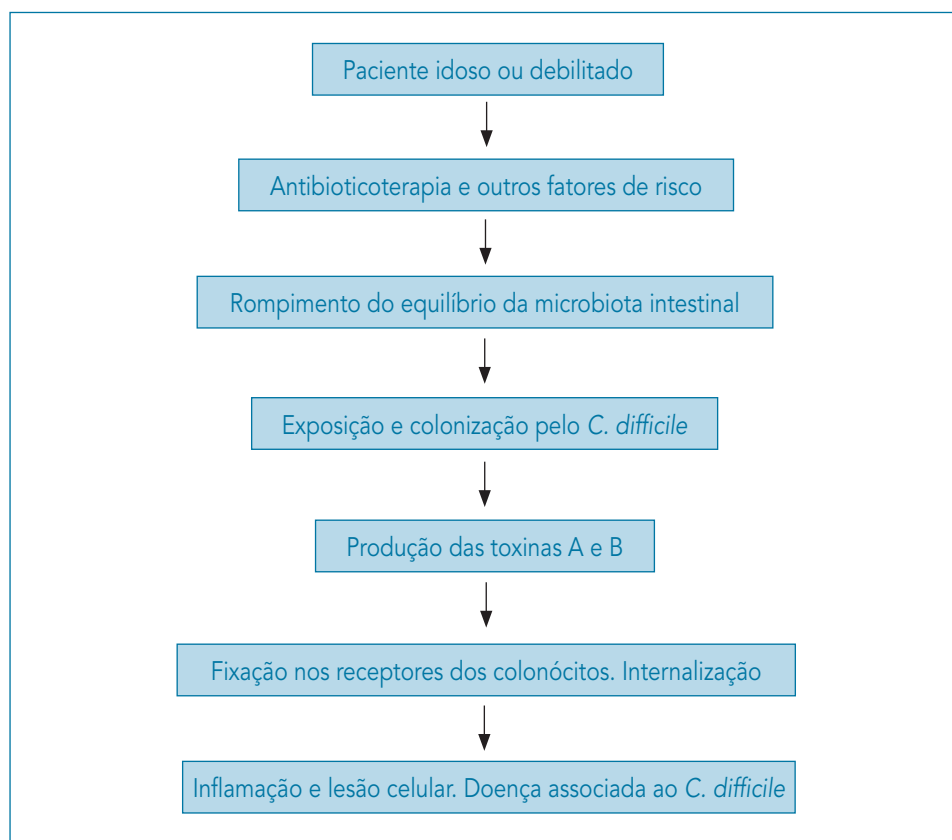 Paciente idoso ou debilitado
Antibioticoterapia e outros fatores de risco
Rompimento do equilíbrio da microbiota intestinal
Exposição e colonização pelo C. difficile
Produção das toxinas A e B
Fixação nos receptores dos colonócitos. Internalização
Inflamação e lesão celular. Doença associada ao C. difficile